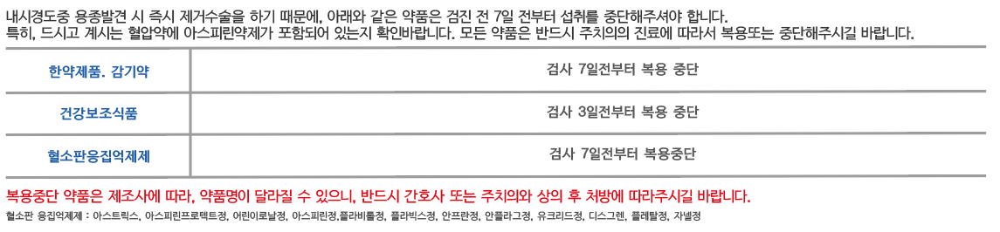 내시경도중 용종발견 시 즉시 제거수술을 하기 때문에, 아래와 같은 약품은 검진 전 7일 전부터 섭취를 중단해주셔야 합니다.
특히, 드시고 계시는 혈압약에 아스피린약제가 포함되어 있는지 확인바랍니다. 모든 약품은 반드시 주치의의 진료에 따라서 복용또는 중단해주시길 바랍니다.
한약제품. 감기약
검사 7일전부터 복용 중단
건강보조식품
검사 3일전부터 복용 중단
혈소판응집억제제
검사 7일전부터 복용중단
복용중단 약품은 제조사에 따라, 약품명이 달라질 수 있으니, 반드시 간호사 또는 주치의와 상의 후 처방에 따라주시길 바랍니다.
혈소판 응집억제제 : 아스트릭스, 아스피린프로텍트정, 어린이로날정, 아스피린정,플라비톨정, 플라빅스정, 안프란정, 안플라그정, 유크리드정, 디스그렌, 플레탈정, 자넬정